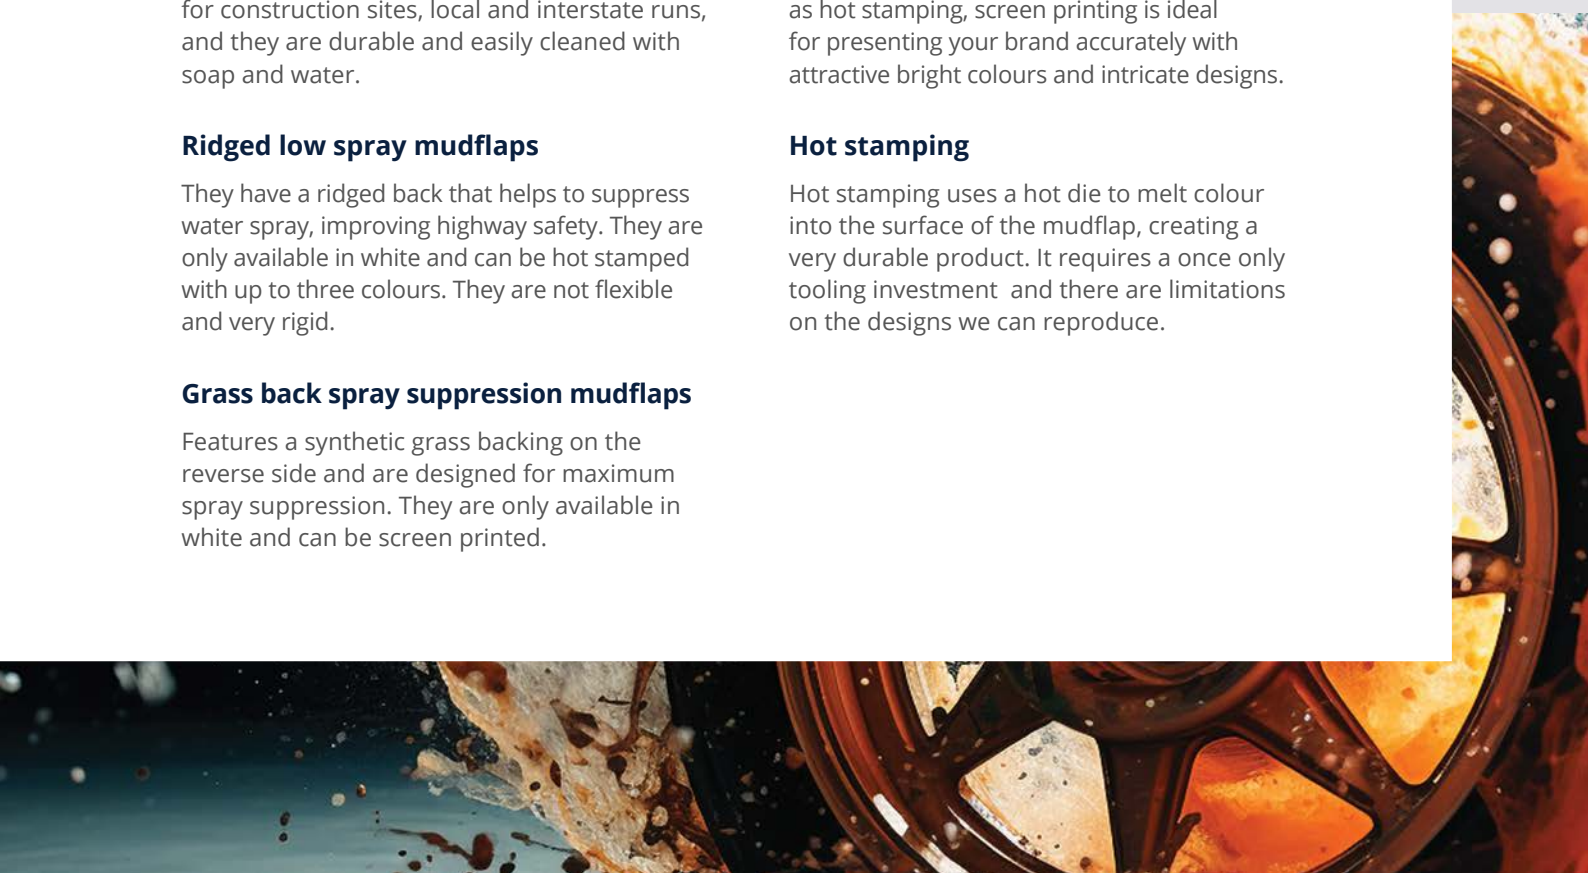 for construction sites, local and interstate runs,
and they are durable and easily cleaned with
soap and water.
Ridged low spray mudflaps
They have a ridged back that helps to suppress
water spray, improving highway safety. They are
only available in white and can be hot stamped
with up to three colours. They are not flexible
and very rigid.
Grass back spray suppression mudflaps
Features a synthetic grass backing on the
reverse side and are designed for maximum
spray suppression. They are only available in
white and can be screen printed.
as hot stamping, screen printing is ideal
for presenting your brand accurately with
attractive bright colours and intricate designs.
Hot stamping
Hot stamping uses a hot die to melt colour
into the surface of the mudflap, creating a
very durable product. It requires a once only
tooling investment  and there are limitations
on the designs we can reproduce.